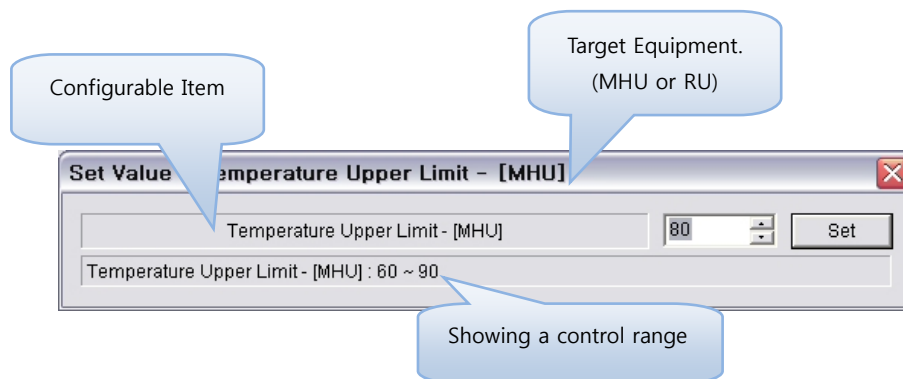 Target Equipment.
(MHU or RU)
Configurable Item
Set Value emperature Upper Limit - [MHU]
Temperature Upper Limit - [MHU]
80
Set
Temperature Upper Limit - [MHU] : 60 ~ 90
Showing a control range